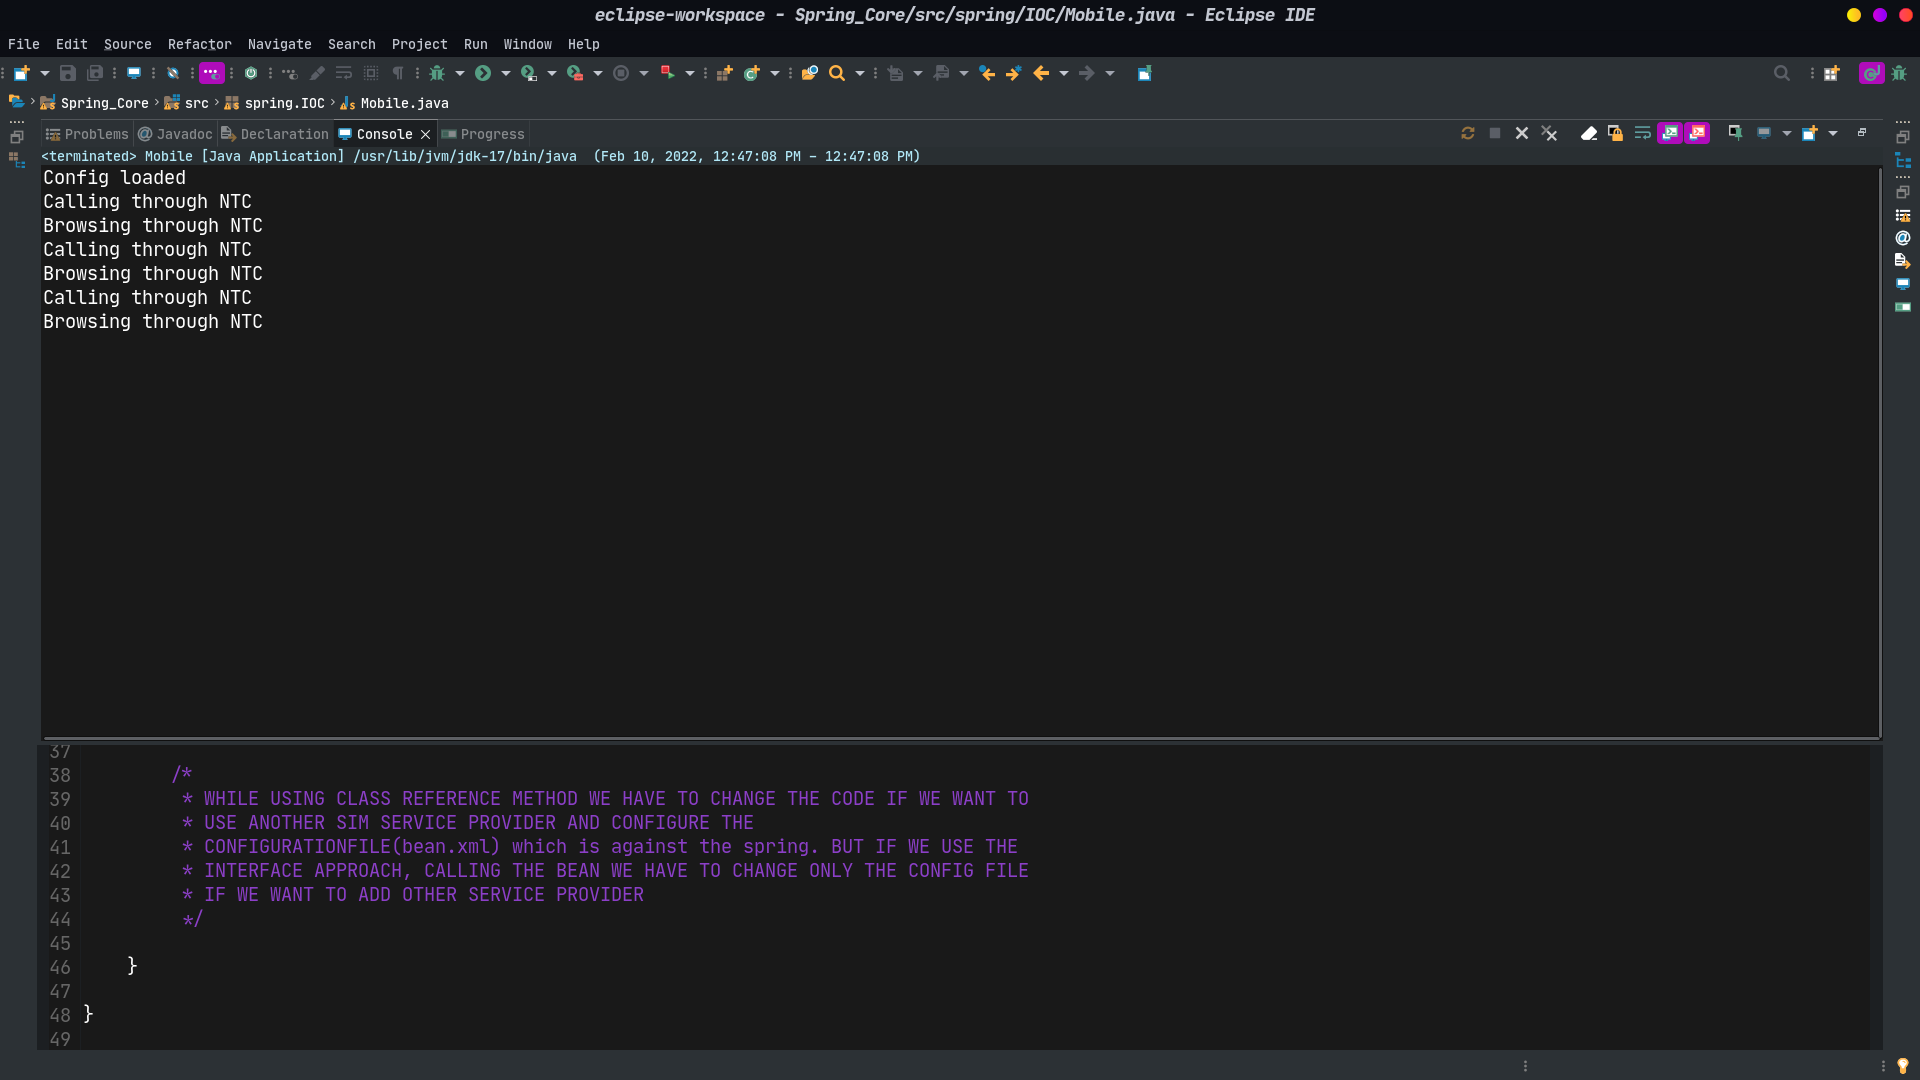 eclipse-workspace - Spring_Core/src/spring/IOC/Mobile.java - Eclipse IDE
File Edit Source Refactor Navigate Search Project Run Window Help
Spring_Core src spring.IOC Mobile.java
Problems Javadoc Declaration Console Progress
<terminated> Mobile [Java Application] /usr/lib/jvm/jdk-17/bin/java (Feb 10, 2022, 12:47:08 PM – 12:47:08 PM)
Config loaded
Calling through NTC
Browsing through NTC
Calling through NTC
Browsing through NTC
Calling through NTC
Browsing through NTC
37
38 /*
39 * WHILE USING CLASS REFERENCE METHOD WE HAVE TO CHANGE THE CODE IF WE WANT TO
40 * USE ANOTHER SIM SERVICE PROVIDER AND CONFIGURE THE
41 * CONFIGURATIONFILE(bean.xml) which is against the spring. BUT IF WE USE THE
42 * INTERFACE APPROACH, CALLING THE BEAN WE HAVE TO CHANGE ONLY THE CONFIG FILE
43 * IF WE WANT TO ADD OTHER SERVICE PROVIDER
44 */
45
46 }
47
48 }
49